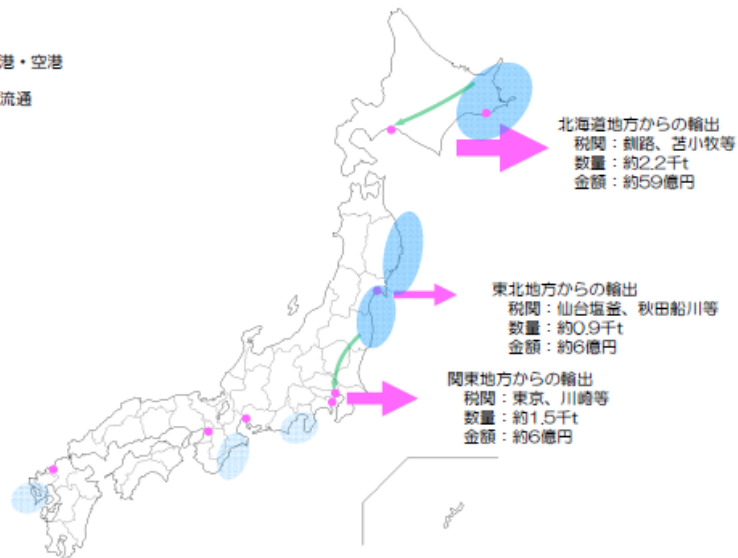 港・空港
流通
北海道地方からの輸出
税関：釧路、苫小牧等
数量：約2.2千t
金額：約59億円
東北地方からの輸出
税関：仙台塩釜、秋田船川等
数量：約0.9千t
金額：約6億円
関東地方からの輸出
税関：東京、川崎等
数量：約1.5千t
金額：約6億円